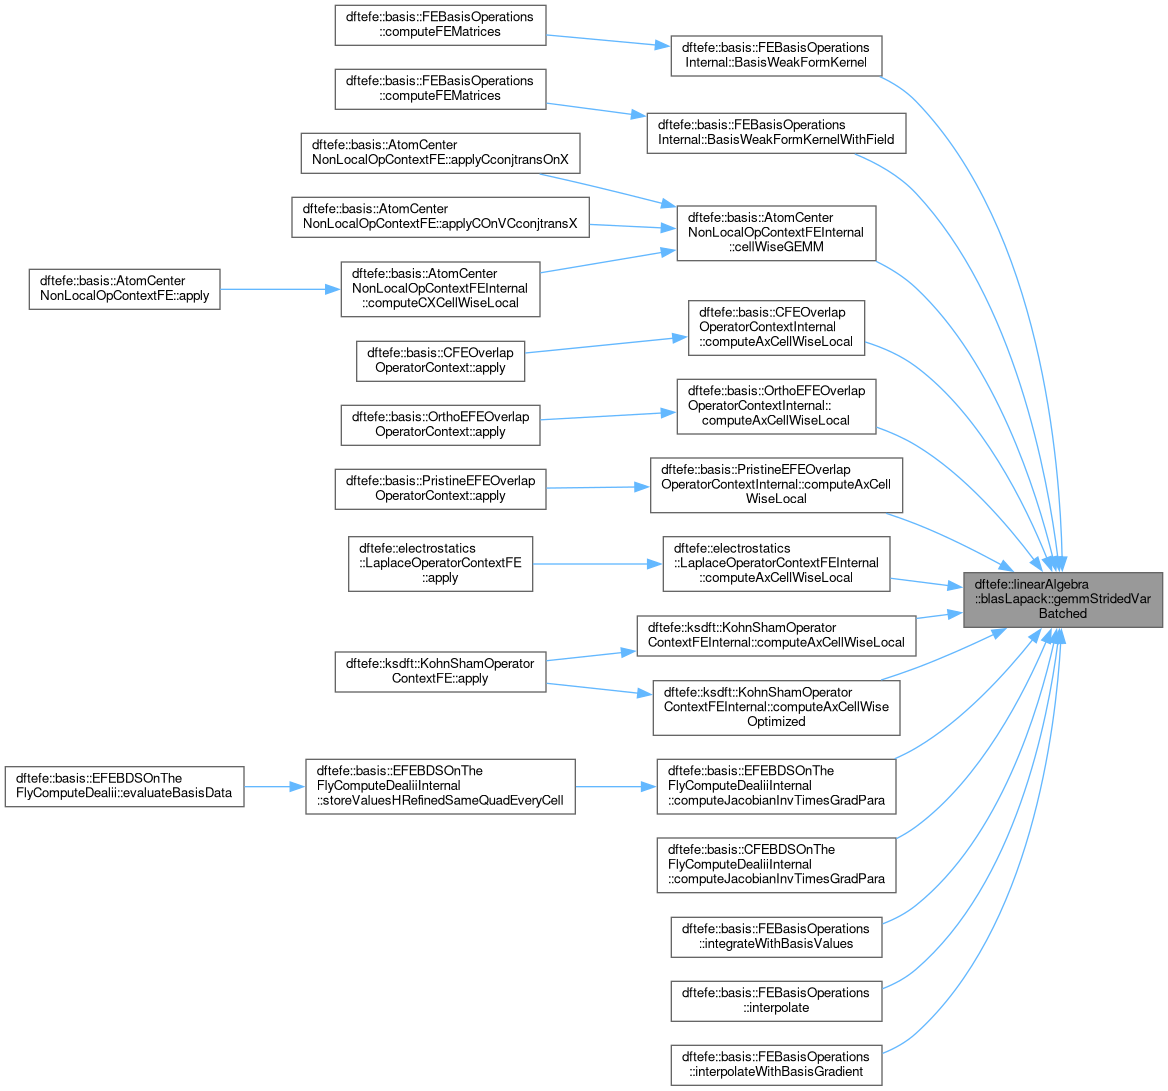 dftefe::basis::FEBasisOperations
::computeFEMatrices
dftefe::basis::FEBasisOperations
Internal::BasisWeakFormKernel
dftefe::basis::FEBasisOperations
::computeFEMatrices
dftefe::basis::FEBasisOperations
Internal::BasisWeakFormKernelWithField
dftefe::basis::AtomCenter
NonLocalOpContextFE::applyCconjtransOnX
dftefe::basis::AtomCenter
NonLocalOpContextFE::applyCOnVCconjtransX
dftefe::basis::AtomCenter
NonLocalOpContextFEInternal
::cellWiseGEMM
dftefe::basis::AtomCenter
NonLocalOpContextFE::apply
dftefe::basis::AtomCenter
NonLocalOpContextFEInternal
::computeCXCellWiseLocal
dftefe::basis::CFEOverlap
OperatorContextInternal
::computeAxCellWiseLocal
dftefe::basis::CFEOverlap
OperatorContext::apply
dftefe::basis::OrthoEFEOverlap
OperatorContextInternal::
computeAxCellWiseLocal
dftefe::basis::OrthoEFEOverlap
OperatorContext::apply
dftefe::basis::PristineEFEOverlap
OperatorContextInternal::computeAxCell
WiseLocal
dftefe::basis::PristineEFEOverlap
OperatorContext::apply
dftefe::electrostatics
::LaplaceOperatorContextFE
::apply
dftefe::electrostatics
::LaplaceOperatorContextFEInternal
::computeAxCellWiseLocal
dftefe::linearAlgebra
::blasLapack::gemmStridedVar
Batched
dftefe::ksdft::KohnShamOperator
ContextFEInternal::computeAxCellWiseLocal
dftefe::ksdft::KohnShamOperator
ContextFE::apply
dftefe::ksdft::KohnShamOperator
ContextFEInternal::computeAxCellWise
Optimized
dftefe::basis::EFEBDSOnThe
FlyComputeDealii::evaluateBasisData
dftefe::basis::EFEBDSOnThe
FlyComputeDealiiInternal
::storeValuesHRefinedSameQuadEveryCell
dftefe::basis::EFEBDSOnThe
FlyComputeDealiiInternal
::computeJacobianInvTimesGradPara
dftefe::basis::CFEBDSOnThe
FlyComputeDealiiInternal
::computeJacobianInvTimesGradPara
dftefe::basis::FEBasisOperations
::integrateWithBasisValues
dftefe::basis::FEBasisOperations
::interpolate
dftefe::basis::FEBasisOperations
::interpolateWithBasisGradient